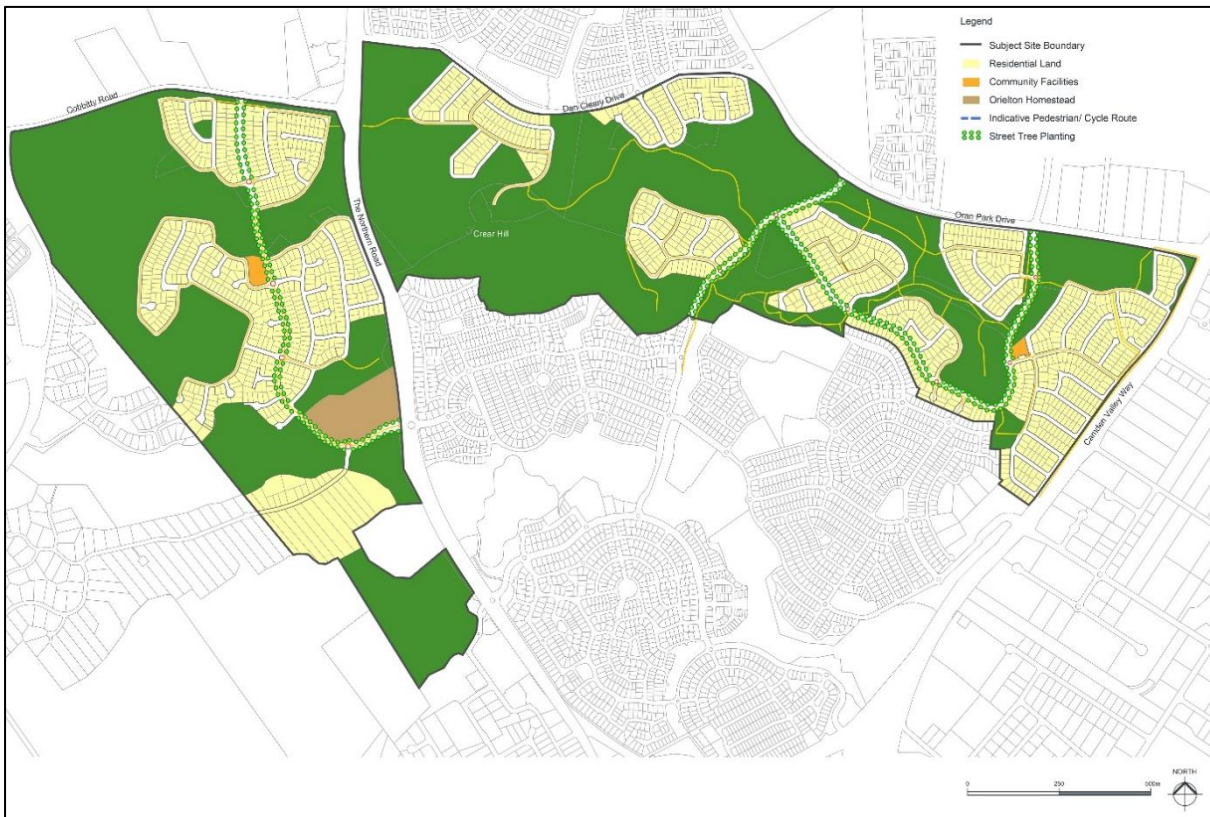 Legend
Subject Site Boundary
Residential Land
Community Facilities
Orielton Homestead
Indicative Pedestrian/ Cycle Route
Street Tree Planting
Cobbitty Road
Dan Cleary Drive
The Northern Road
Crear Hill
Oran Park Drive
Camden Valley Way
NORTH
0 250 500m